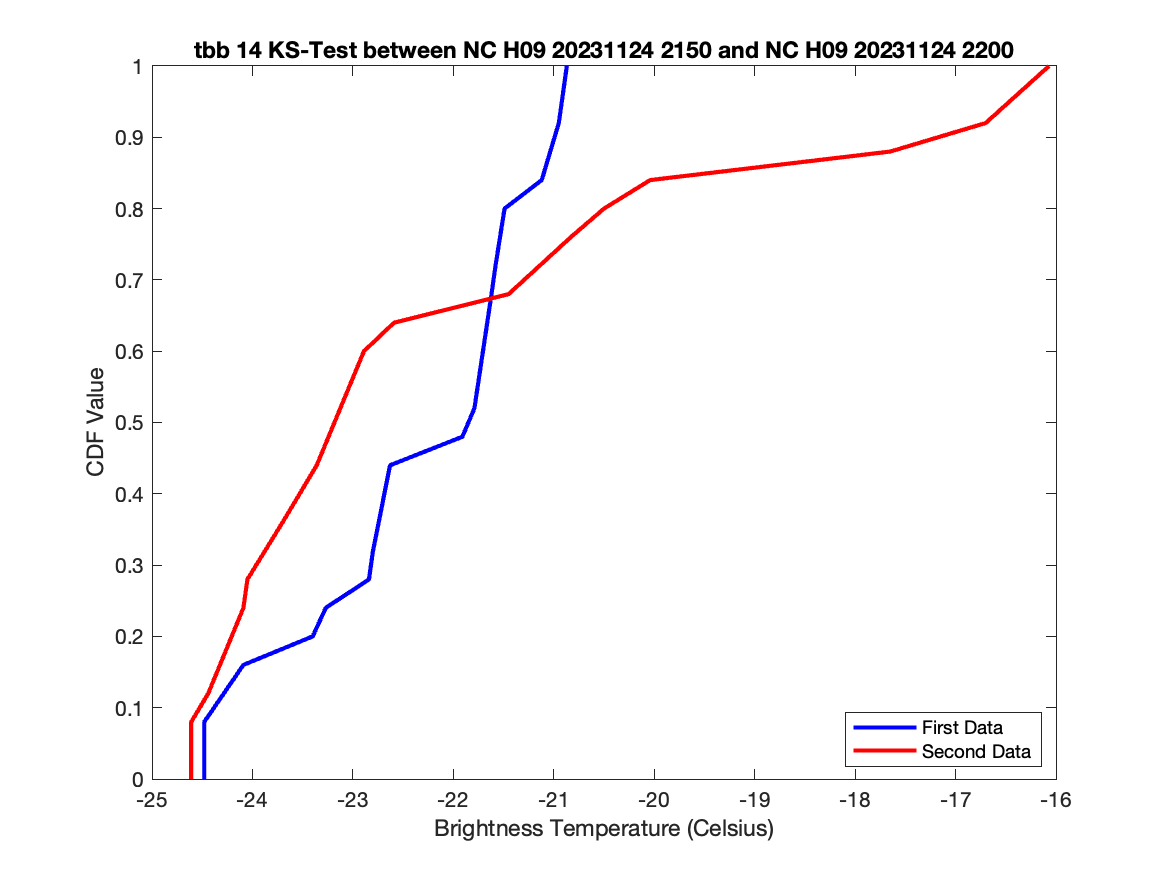 tbb 14 KS-Test between NC H09 20231124 2150 and NC H09 20231124 2200
1
0.9
0.8
0.7
0.6
0.5
0.4
0.3
0.2
0.1
0
CDF Value
First Data
Second Data
-25 -24 -23 -22 -21 -20 -19 -18 -17 -16
Brightness Temperature (Celsius)